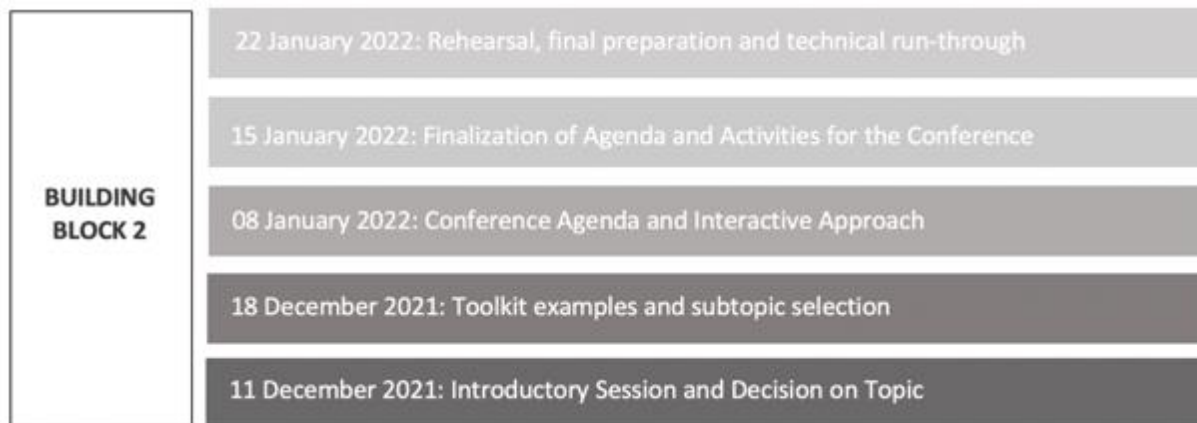 BUILDING
BLOCK 2
22 January 2022: Rehearsal, final preparation and technical run-through
15 January 2022: Finalization of Agenda and Activities for the Conference
08 January 2022: Conference Agenda and Interactive Approach
18 December 2021: Toolkit examples and subtopic selection
11 December 2021: Introductory Session and Decision on Topic